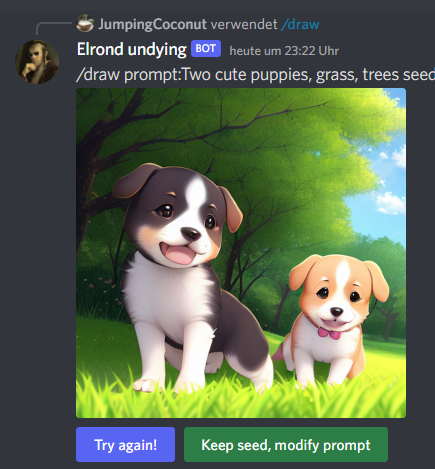 JumpingCoconut verwendet /draw
Elrond undying BOT heute um 23:22 Uhr
/draw prompt:Two cute puppies, grass, trees seed
Try again! Keep seed, modify prompt